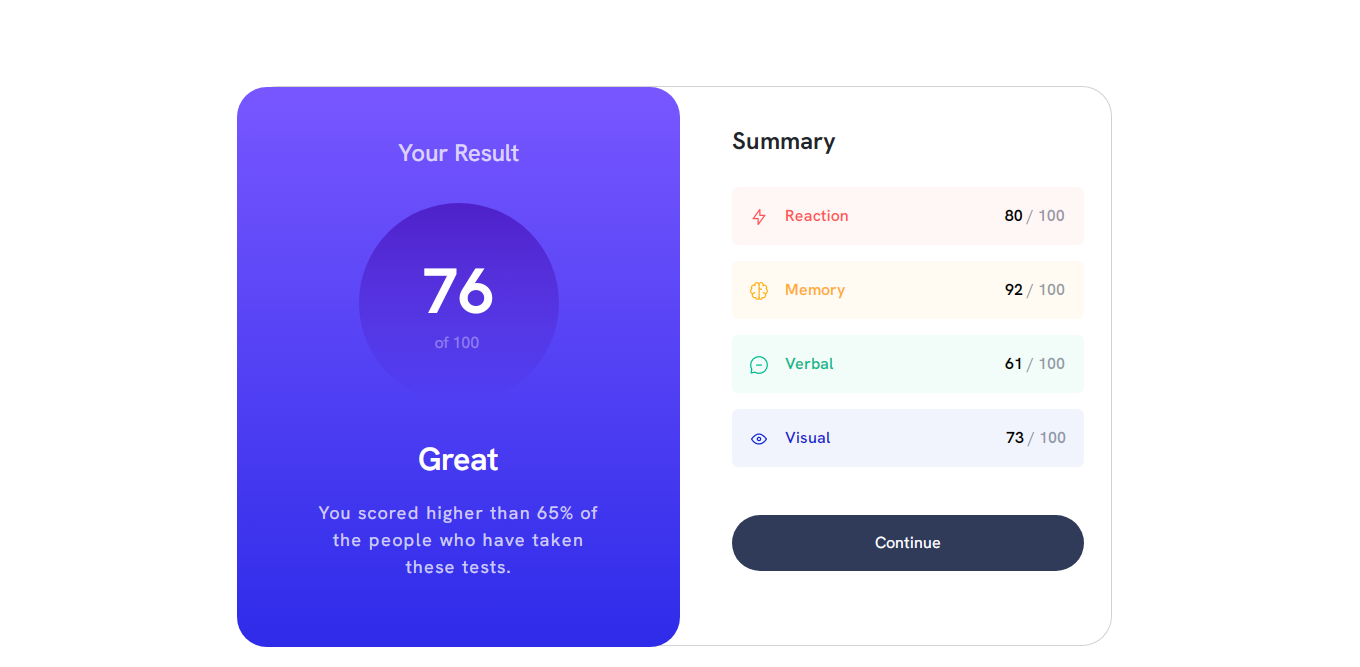 Your Result
76
of 100
Great
You scored higher than 65% of
the people who have taken
these tests.
Summary
Reaction 80 / 100
Memory 92 / 100
Verbal 61 / 100
Visual 73 / 100
Continue